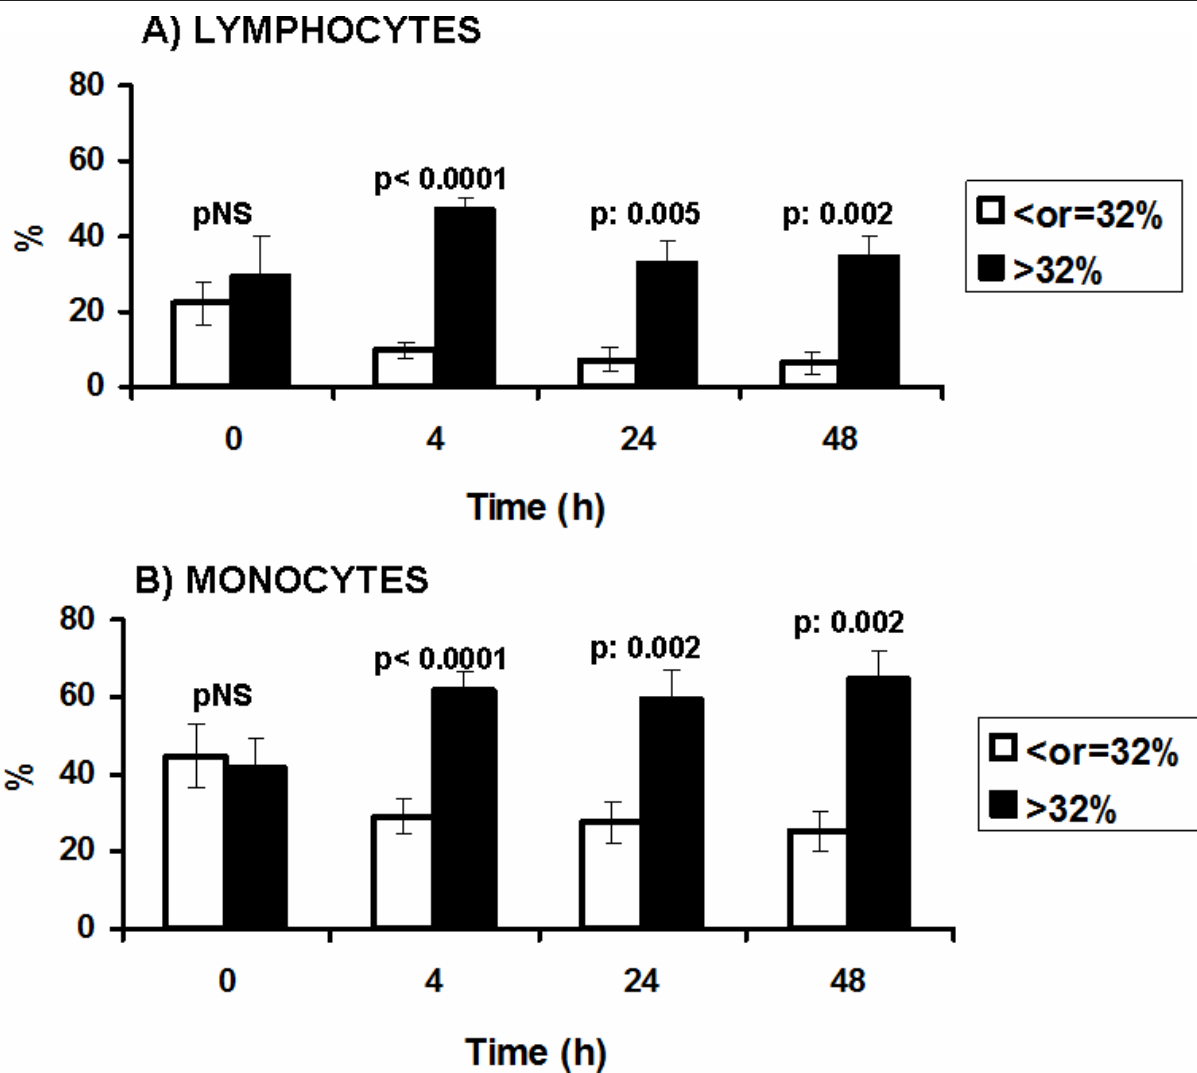 A) LYMPHOCYTES
80
60
40
20
0
%
pNS
p< 0.0001
p: 0.005
p: 0.002
<or=32%
>32%
0 4 24 48
Time (h)
B) MONOCYTES
80
60
40
20
0
%
pNS
p< 0.0001
p: 0.002
p: 0.002
<or=32%
>32%
0 4 24 48
Time (h)